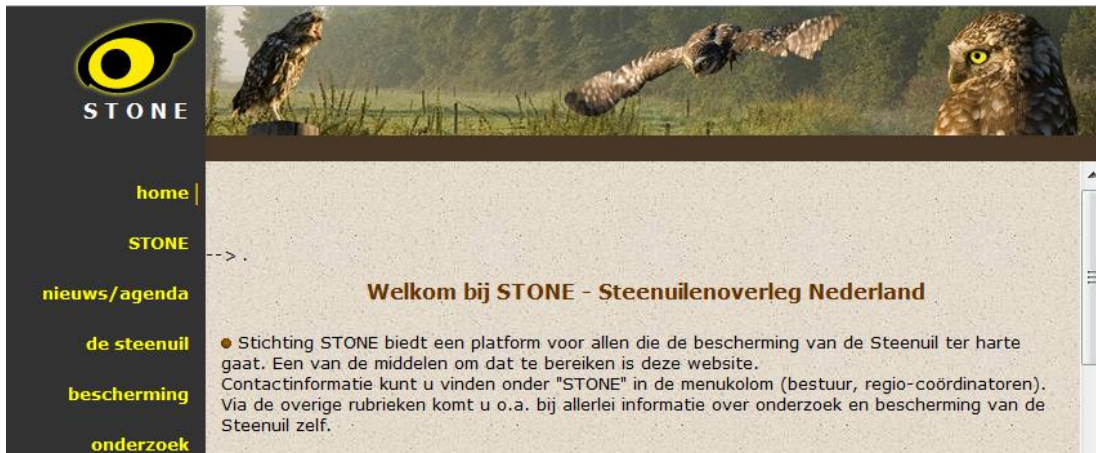 STONE
home
STONE
nieuws/agenda
de steenuil
bescherming
onderzoek
--> .
Welkom bij STONE - Steenuilenoverleg Nederland
Stichting STONE biedt een platform voor allen die de bescherming van de Steenuil ter harte
gaat. Een van de middelen om dat te bereiken is deze website.
Contactinformatie kunt u vinden onder "STONE" in de menukolom (bestuur, regio-coördinatoren).
Via de overige rubrieken komt u o.a. bij allerlei informatie over onderzoek en bescherming van de
Steenuil zelf.